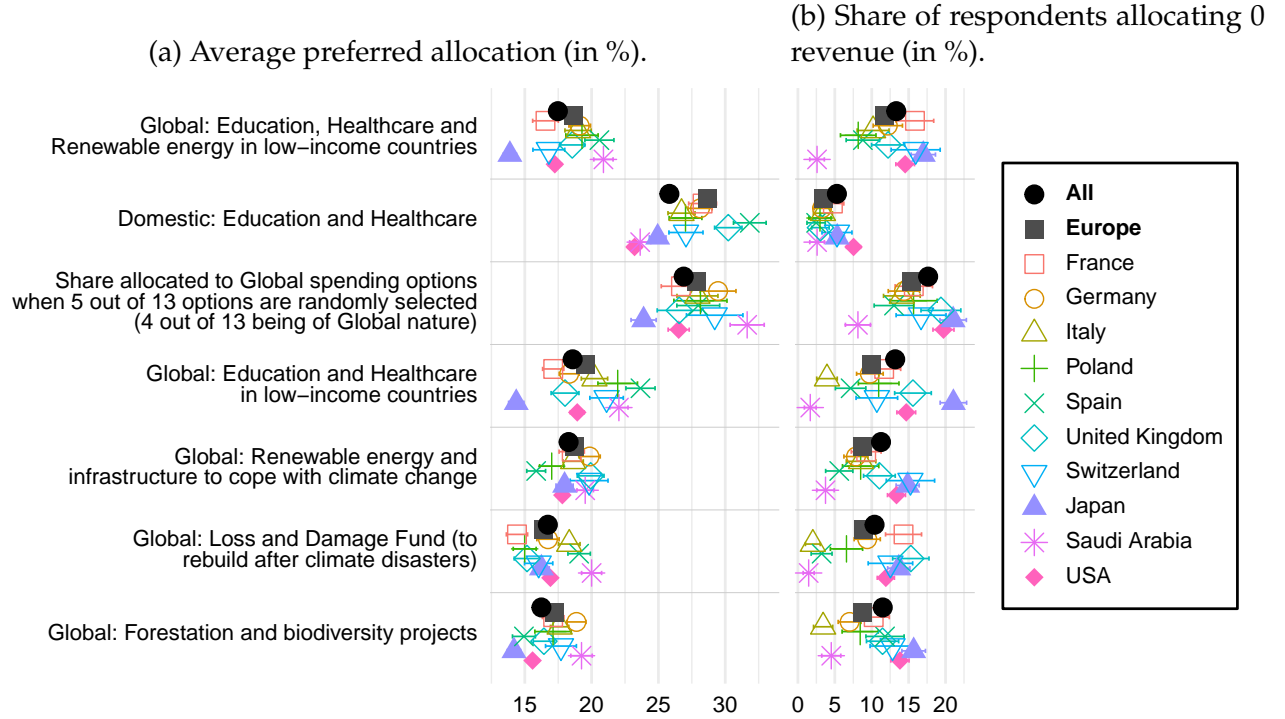 (a) Average preferred allocation (in %).
(b) Share of respondents allocating 0
revenue (in %).
Global: Education, Healthcare and
Renewable energy in low−income countries
Domestic: Education and Healthcare
Share allocated to Global spending options
when 5 out of 13 options are randomly selected
(4 out of 13 being of Global nature)
Global: Education and Healthcare
in low−income countries
Global: Renewable energy and
infrastructure to cope with climate change
Global: Loss and Damage Fund (to
rebuild after climate disasters)
Global: Forestation and biodiversity projects
15 20 25 30
0 5 10 15 20
All
Europe
France
Germany
Italy
Poland
Spain
United Kingdom
Switzerland
Japan
Saudi Arabia
USA